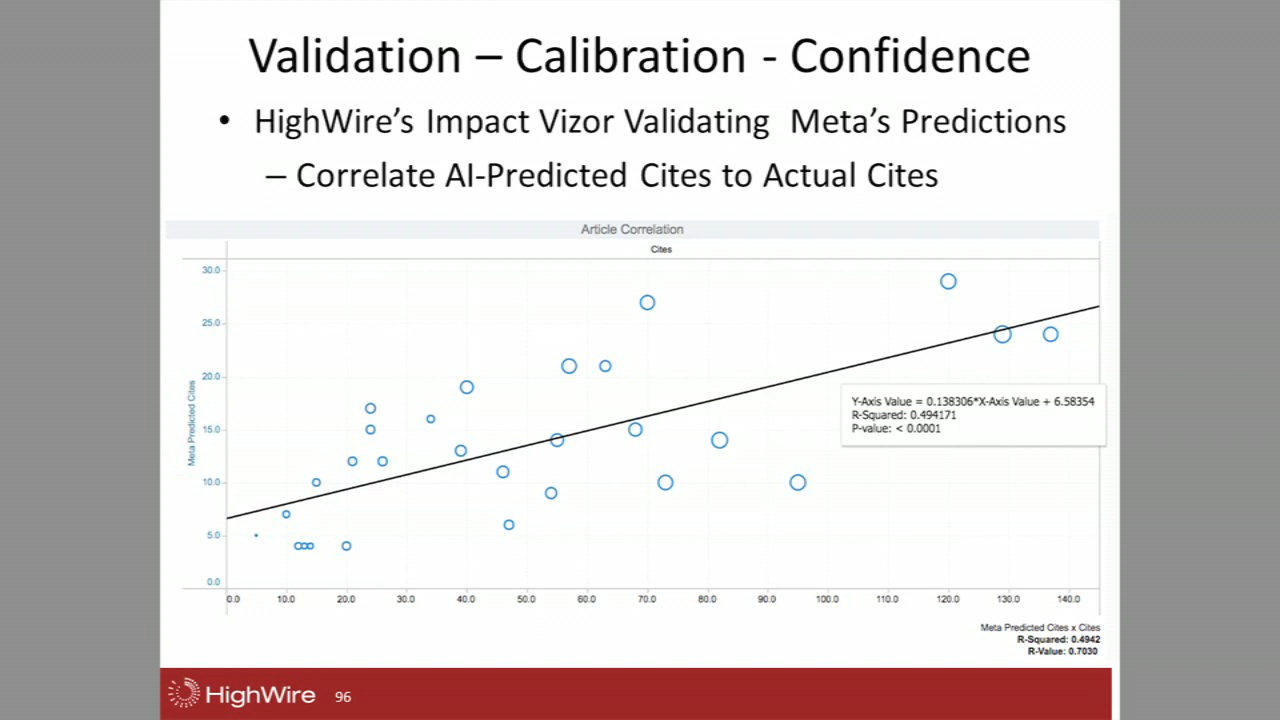 Validation – Calibration - Confidence
• HighWire's Impact Vizor Validating Meta's Predictions
– Correlate AI-Predicted Cites to Actual Cites
Article Correlation
Cites
Meta Predicted Cites
30.0
25.0
20.0
15.0
10.0
5.0
0.0
Y-Axis Value = 0.138306*X-Axis Value + 6.58354
R-Squared: 0.494171
P-value: < 0.0001
0.0 10.0 20.0 30.0 40.0 50.0 60.0 70.0 80.0 90.0 100.0 110.0 120.0 130.0 140.0
Meta Predicted Cites x Cites
R-Squared: 0.4942
R-Value: 0.7030
HighWire 96